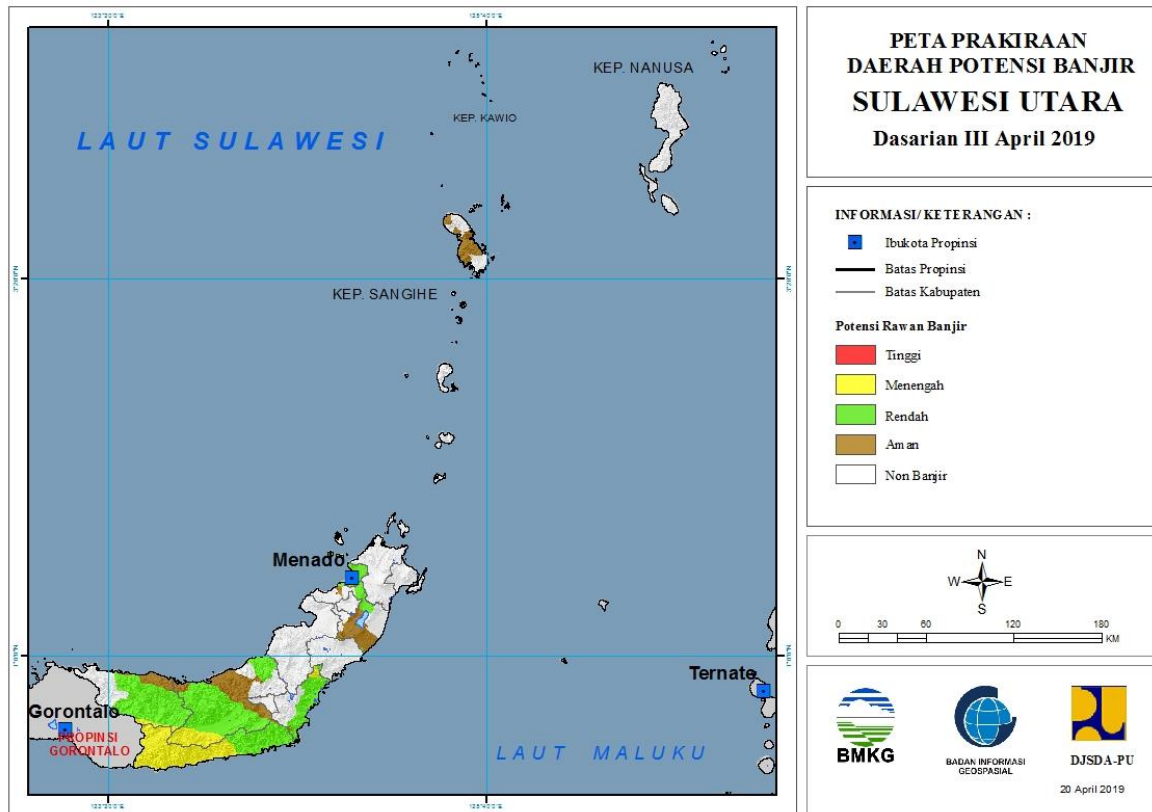 PETA PRAKIRAAN
DAERAH POTENSI BANJIR
SULAWESI UTARA
Dasarian III April 2019
INFORMASI/ KETERANGAN :
Ibukota Propinsi
Batas Propinsi
Batas Kabupaten
Potensi Rawan Banjir
Tinggi
Menengah
Rendah
Aman
Non Banjir
N
W E
S
0 30 60 120 180
KM
BMKG
BADAN INFORMASI
GEOSPASIAL
DJSDA-PU
20 April 2019
KEP. NANUSA
KEP. KAWIO
LAUT SULAWESI
KEP. SANGIHE
Menado
Ternate
Gorontalo
PROPINSI
GORONTALO
LAUT MALUKU